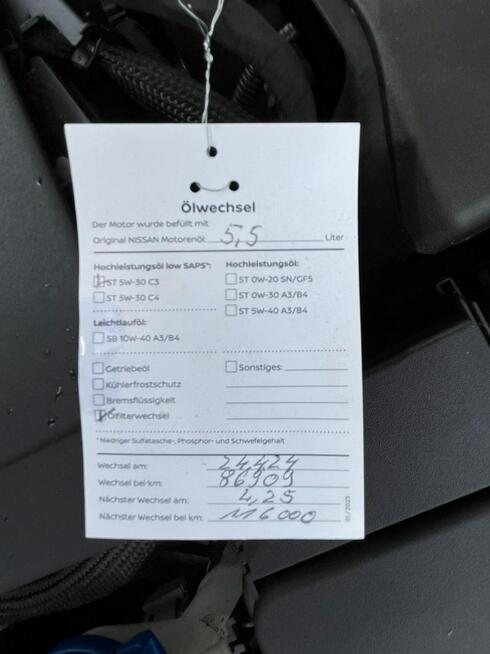 Ölwechsel
Der Motor wurde befüllt mit
Original NISSAN Motorenöl: 5,5 Liter
Hochleistungsöl low SAPS*: Hochleistungsöl:
ST 5W-30 C3 ST 0W-20 SN/GF5
ST 5W-30 C4 ST 0W-30 A3/B4
ST 5W-40 A3/B4
Leichtlauföl:
SB 10W-40 A3/B4
Getriebeöl Sonstiges:
Kühlerfrostschutz
Bremsflüssigkeit
Ölfilterwechsel
*Niedriger Sulfatasche-, Phosphor- und Schwefelgehalt
Wechsel am: 24.4.24
Wechsel bei km: 86909
Nächster Wechsel am: 4,25
Nächster Wechsel bei km: 116000
01/2023